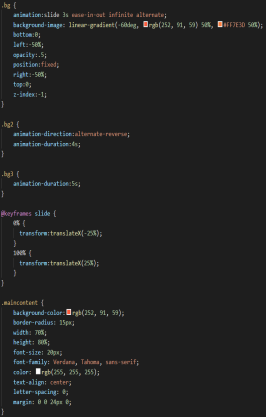 .bg {
animation:slide 3s ease-in-out infinite alternate;
background-image: linear-gradient(-60deg, rgb(252, 91, 59) 50%, #FF7E3D 50%);
bottom:0;
left:-50%;
opacity:.5;
position:fixed;
right:-50%;
top:0;
z-index:-1;
}
.bg2 {
animation-direction:alternate-reverse;
animation-duration:4s;
}
.bg3 {
animation-duration:5s;
}
@keyframes slide {
0% {
transform:translateX(-25%);
}
100% {
transform:translateX(25%);
}
}
.maincontent {
background-color: rgb(252, 91, 59);
border-radius: 15px;
width: 70%;
height: 80%;
font-size: 20px;
font-family: Verdana, Tahoma, sans-serif;
color: rgb(255, 255, 255);
text-align: center;
letter-spacing: 0;
margin: 0 0 24px 0;
}